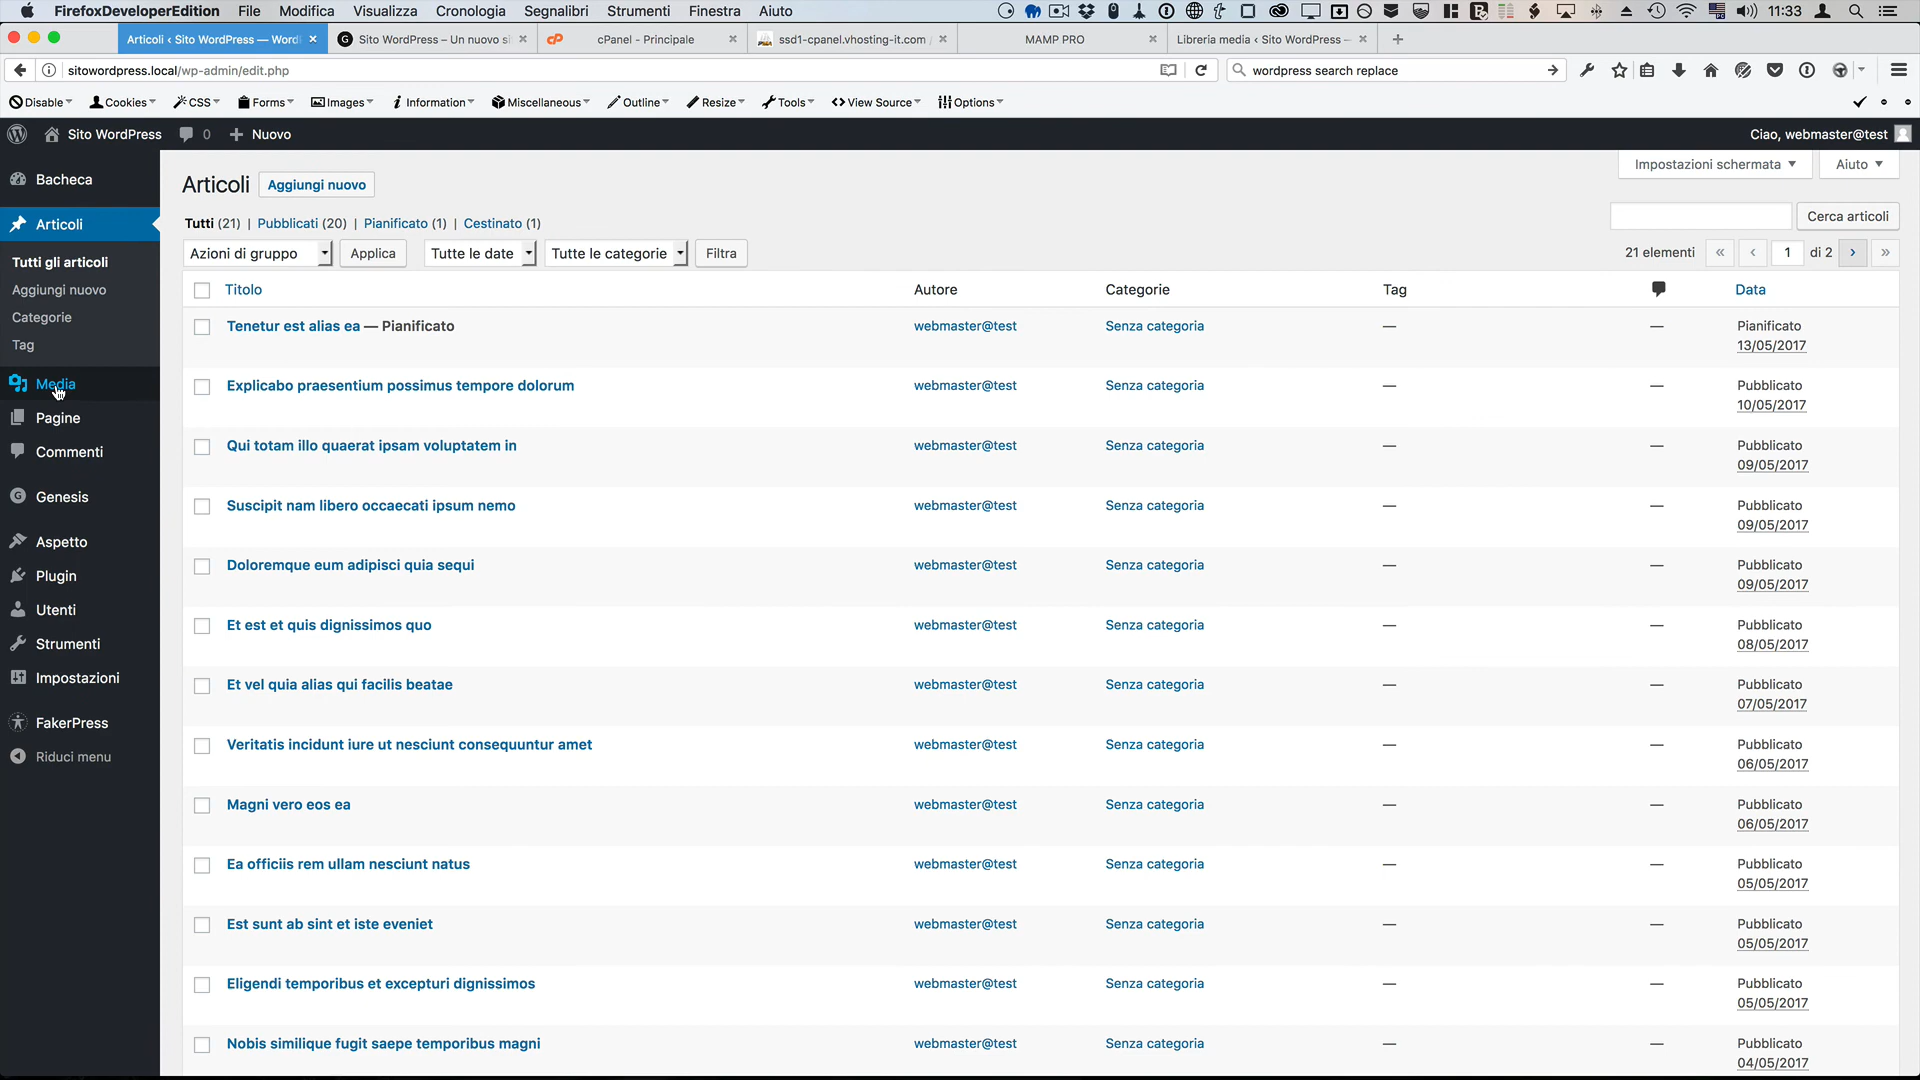 FirefoxDeveloperEdition File Modifica Visualizza Cronologia Segnalibri Strumenti Finestra Aiuto 11:33
Articoli ‹ Sito WordPress — Word Sito WordPress – Un nuovo si cPanel - Principale ssd1-cpanel.vhosting-it.com / MAMP PRO Libreria media ‹ Sito WordPress —
sitowordpress.local/wp-admin/edit.php wordpress search replace
Disable Cookies CSS Forms Images Information Miscellaneous Outline Resize Tools View Source Options
Sito WordPress 0 Nuovo Ciao, webmaster@test
Bacheca
Articoli
Tutti gli articoli
Aggiungi nuovo
Categorie
Tag
Media
Pagine
Commenti
Genesis
Aspetto
Plugin
Utenti
Strumenti
Impostazioni
FakerPress
Riduci menu
Impostazioni schermata Aiuto
Articoli Aggiungi nuovo
Tutti (21) | Pubblicati (20) | Pianificato (1) | Cestinato (1)
Cerca articoli
Azioni di gruppo Applica Tutte le date Tutte le categorie Filtra 21 elementi « ‹ 1 di 2 › »
Titolo Autore Categorie Tag Data
Tenetur est alias ea — Pianificato webmaster@test Senza categoria — — Pianificato
13/05/2017
Explicabo praesentium possimus tempore dolorum webmaster@test Senza categoria — — Pubblicato
10/05/2017
Qui totam illo quaerat ipsam voluptatem in webmaster@test Senza categoria — — Pubblicato
09/05/2017
Suscipit nam libero occaecati ipsum nemo webmaster@test Senza categoria — — Pubblicato
09/05/2017
Doloremque eum adipisci quia sequi webmaster@test Senza categoria — — Pubblicato
09/05/2017
Et est et quis dignissimos quo webmaster@test Senza categoria — — Pubblicato
08/05/2017
Et vel quia alias qui facilis beatae webmaster@test Senza categoria — — Pubblicato
07/05/2017
Veritatis incidunt iure ut nesciunt consequuntur amet webmaster@test Senza categoria — — Pubblicato
06/05/2017
Magni vero eos ea webmaster@test Senza categoria — — Pubblicato
06/05/2017
Ea officiis rem ullam nesciunt natus webmaster@test Senza categoria — — Pubblicato
05/05/2017
Est sunt ab sint et iste eveniet webmaster@test Senza categoria — — Pubblicato
05/05/2017
Eligendi temporibus et excepturi dignissimos webmaster@test Senza categoria — — Pubblicato
05/05/2017
Nobis similique fugit saepe temporibus magni webmaster@test Senza categoria — — Pubblicato
04/05/2017